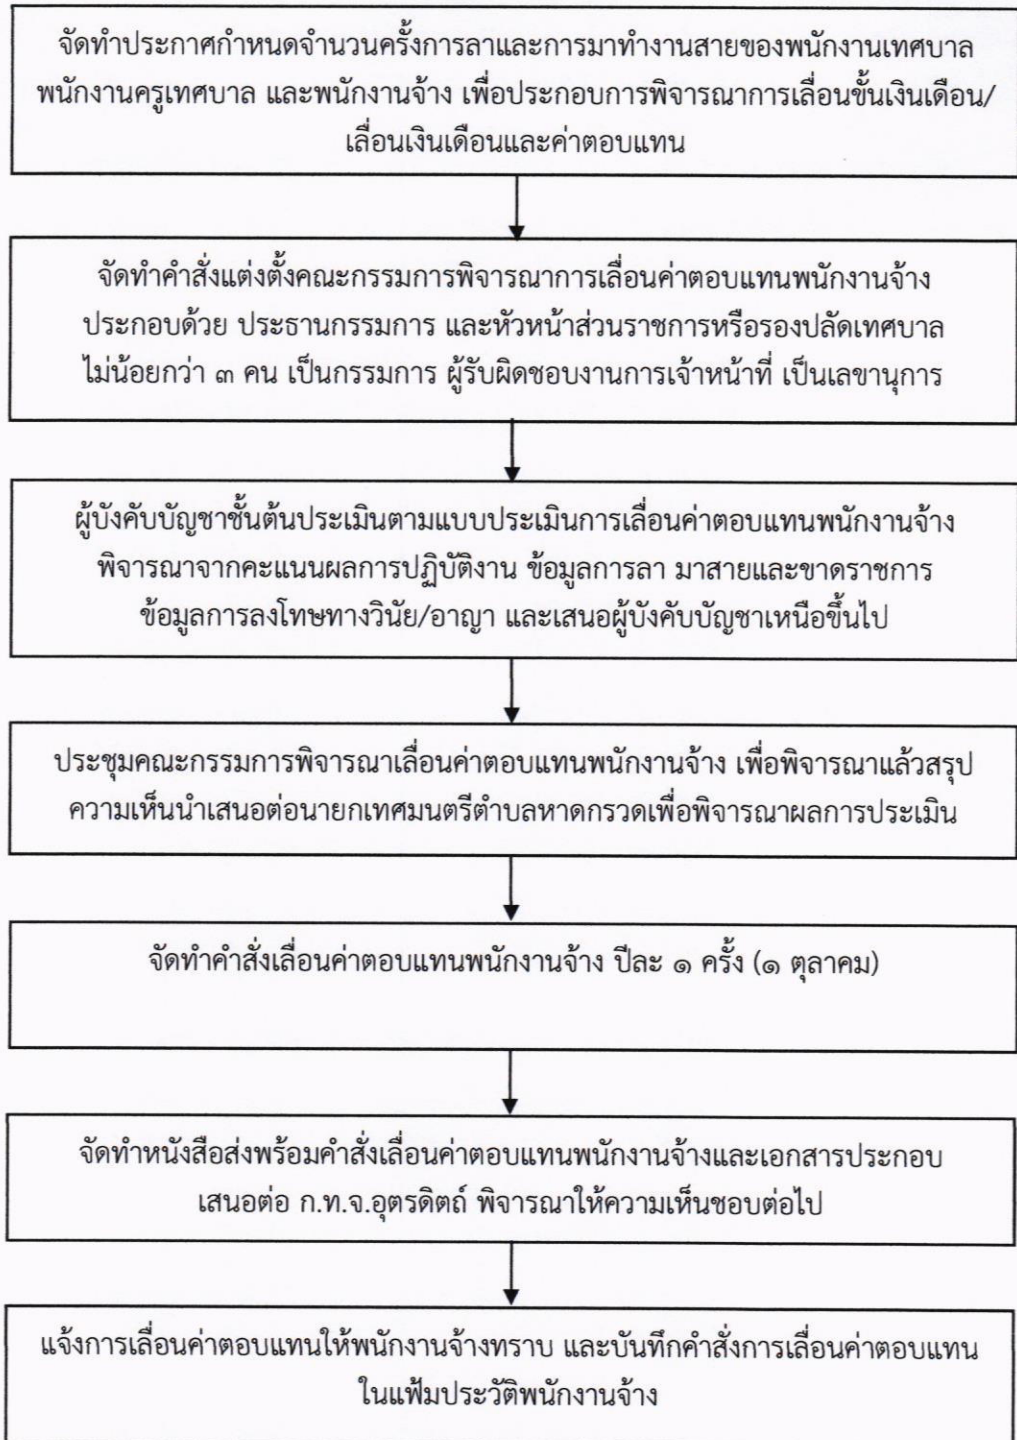 จัดทำประกาศกำหนดจำนวนครั้งการลาและการมาทำงานสายของพนักงานเทศบาล
พนักงานครูเทศบาล และพนักงานจ้าง เพื่อประกอบการพิจารณาการเลื่อนขั้นเงินเดือน/
เลื่อนเงินเดือนและค่าตอบแทน
จัดทำคำสั่งแต่งตั้งคณะกรรมการพิจารณาการเลื่อนค่าตอบแทนพนักงานจ้าง
ประกอบด้วย ประธานกรรมการ และหัวหน้าส่วนราชการหรือรองปลัดเทศบาล
ไม่น้อยกว่า ๓ คน เป็นกรรมการ ผู้รับผิดชอบงานการเจ้าหน้าที่ เป็นเลขานุการ
ผู้บังคับบัญชาชั้นต้นประเมินตามแบบประเมินการเลื่อนค่าตอบแทนพนักงานจ้าง
พิจารณาจากคะแนนผลการปฏิบัติงาน ข้อมูลการลา มาสายและขาดราชการ
ข้อมูลการลงโทษทางวินัย/อาญา และเสนอผู้บังคับบัญชาเหนือขึ้นไป
ประชุมคณะกรรมการพิจารณาเลื่อนค่าตอบแทนพนักงานจ้าง เพื่อพิจารณาแล้วสรุป
ความเห็นนำเสนอต่อนายกเทศมนตรีตำบลหาดกรวดเพื่อพิจารณาผลการประเมิน
จัดทำคำสั่งเลื่อนค่าตอบแทนพนักงานจ้าง ปีละ ๑ ครั้ง (๑ ตุลาคม)
จัดทำหนังสือส่งพร้อมคำสั่งเลื่อนค่าตอบแทนพนักงานจ้างและเอกสารประกอบ
เสนอต่อ ก.ท.จ.อุตรดิตถ์ พิจารณาให้ความเห็นชอบต่อไป
แจ้งการเลื่อนค่าตอบแทนให้พนักงานจ้างทราบ และบันทึกคำสั่งการเลื่อนค่าตอบแทน
ในแฟ้มประวัติพนักงานจ้าง